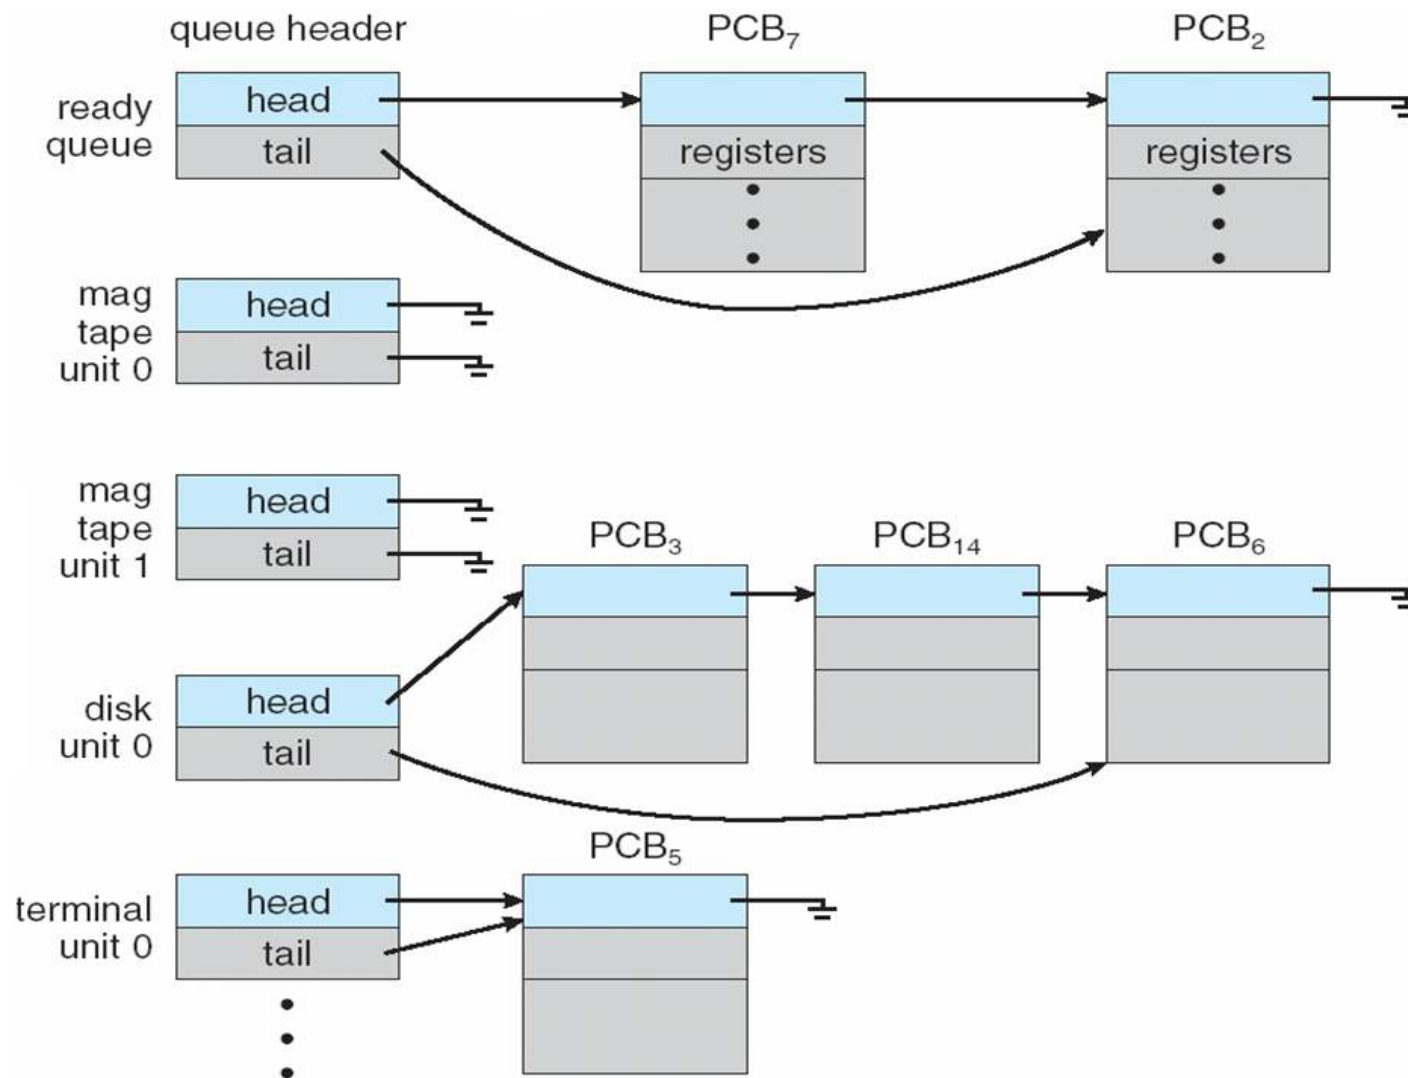 queue header
PCB₇
PCB₂
ready
queue
head
tail
registers
registers
mag
tape
unit 0
head
tail
mag
tape
unit 1
head
tail
PCB₃
PCB₁₄
PCB₆
disk
unit 0
head
tail
PCB₅
terminal
unit 0
head
tail